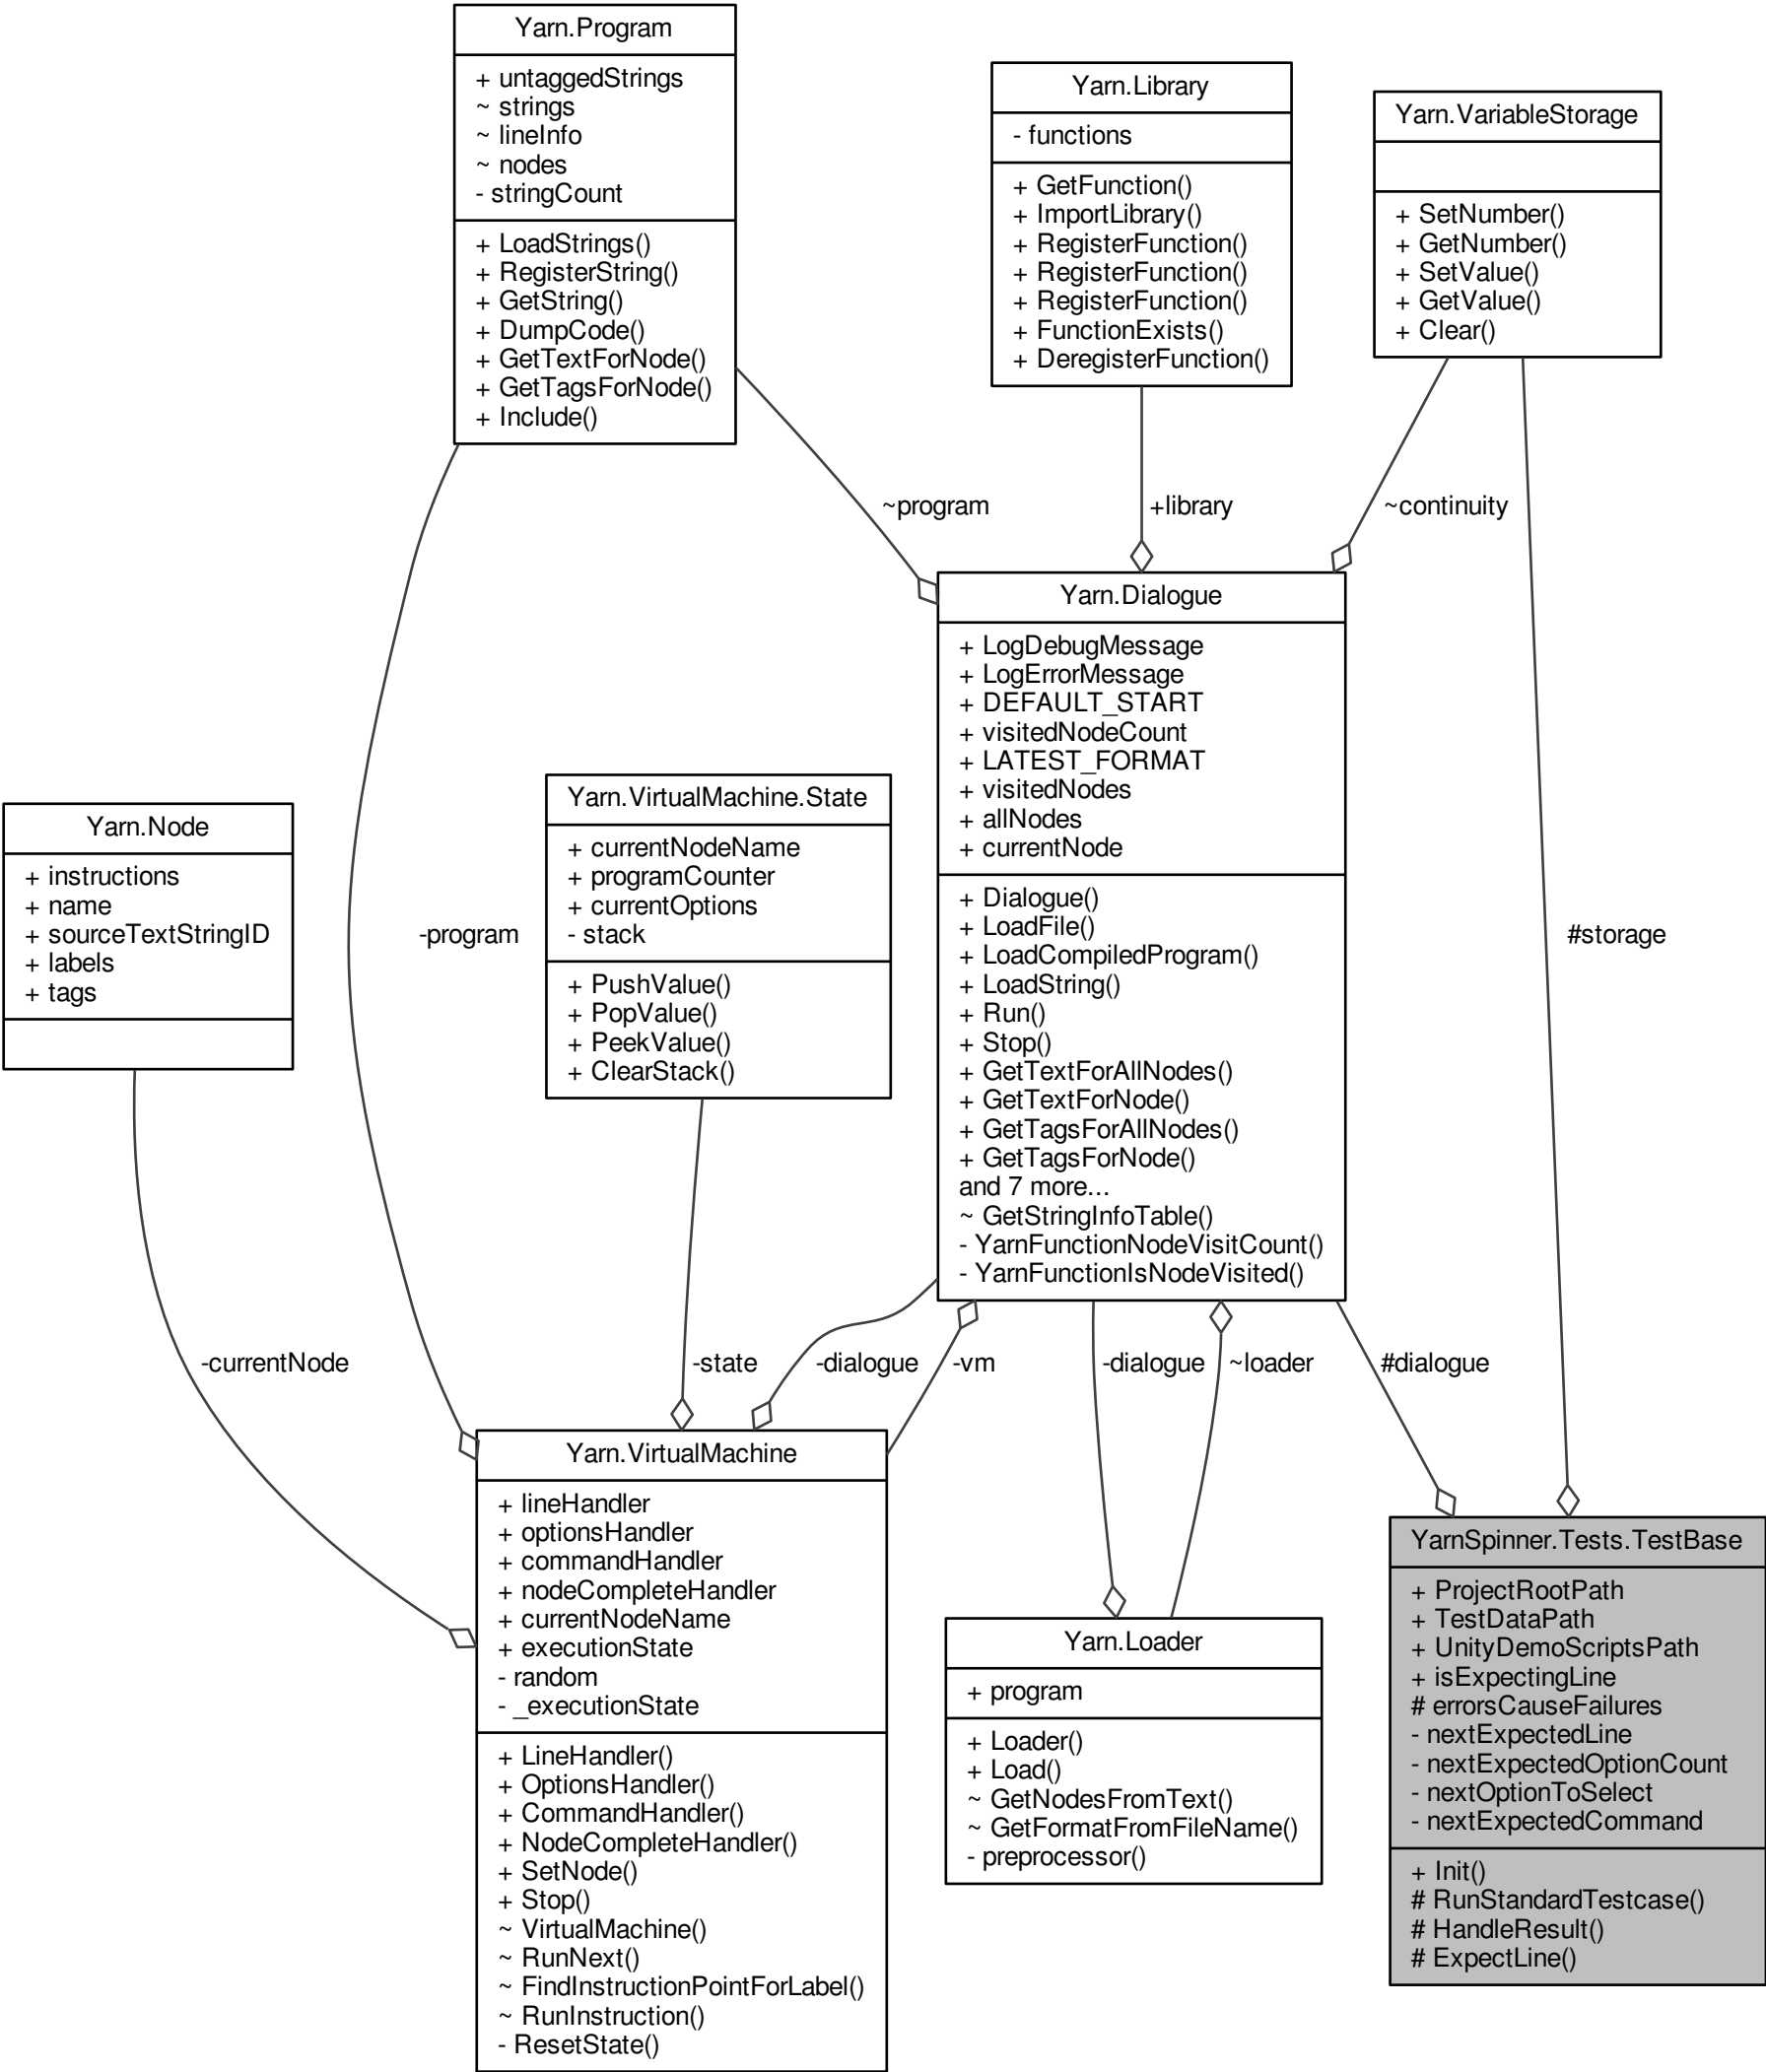 Yarn.Program
+ untaggedStrings
~ strings
~ lineInfo
~ nodes
- stringCount
+ LoadStrings()
+ RegisterString()
+ GetString()
+ DumpCode()
+ GetTextForNode()
+ GetTagsForNode()
+ Include()
Yarn.Library
- functions
+ GetFunction()
+ ImportLibrary()
+ RegisterFunction()
+ RegisterFunction()
+ RegisterFunction()
+ FunctionExists()
+ DeregisterFunction()
Yarn.VariableStorage
+ SetNumber()
+ GetNumber()
+ SetValue()
+ GetValue()
+ Clear()
~program
+library
~continuity
Yarn.Dialogue
+ LogDebugMessage
+ LogErrorMessage
+ DEFAULT_START
+ visitedNodeCount
+ LATEST_FORMAT
+ visitedNodes
+ allNodes
+ currentNode
+ Dialogue()
+ LoadFile()
+ LoadCompiledProgram()
+ LoadString()
+ Run()
+ Stop()
+ GetTextForAllNodes()
+ GetTextForNode()
+ GetTagsForAllNodes()
+ GetTagsForNode()
and 7 more...
~ GetStringInfoTable()
- YarnFunctionNodeVisitCount()
- YarnFunctionIsNodeVisited()
Yarn.Node
+ instructions
+ name
+ sourceTextStringID
+ labels
+ tags
-program
Yarn.VirtualMachine.State
+ currentNodeName
+ programCounter
+ currentOptions
- stack
+ PushValue()
+ PopValue()
+ PeekValue()
+ ClearStack()
#storage
-currentNode
-state
-dialogue
-vm
-dialogue
~loader
#dialogue
Yarn.VirtualMachine
+ lineHandler
+ optionsHandler
+ commandHandler
+ nodeCompleteHandler
+ currentNodeName
+ executionState
- random
- _executionState
+ LineHandler()
+ OptionsHandler()
+ CommandHandler()
+ NodeCompleteHandler()
+ SetNode()
+ Stop()
~ VirtualMachine()
~ RunNext()
~ FindInstructionPointForLabel()
~ RunInstruction()
- ResetState()
Yarn.Loader
+ program
+ Loader()
+ Load()
~ GetNodesFromText()
~ GetFormatFromFileName()
- preprocessor()
YarnSpinner.Tests.TestBase
+ ProjectRootPath
+ TestDataPath
+ UnityDemoScriptsPath
+ isExpectingLine
# errorsCauseFailures
- nextExpectedLine
- nextExpectedOptionCount
- nextOptionToSelect
- nextExpectedCommand
+ Init()
# RunStandardTestcase()
# HandleResult()
# ExpectLine()